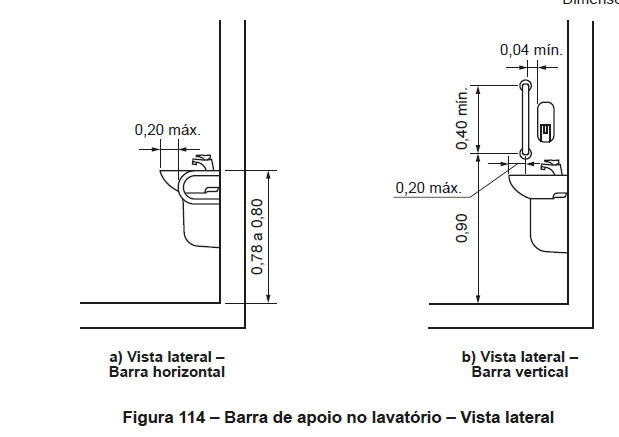 0,20 máx.
0,78 a 0,80
a) Vista lateral –
Barra horizontal
0,04 mín.
0,40 mín.
0,20 máx.
0,90
b) Vista lateral –
Barra vertical
Figura 114 – Barra de apoio no lavatório – Vista lateral